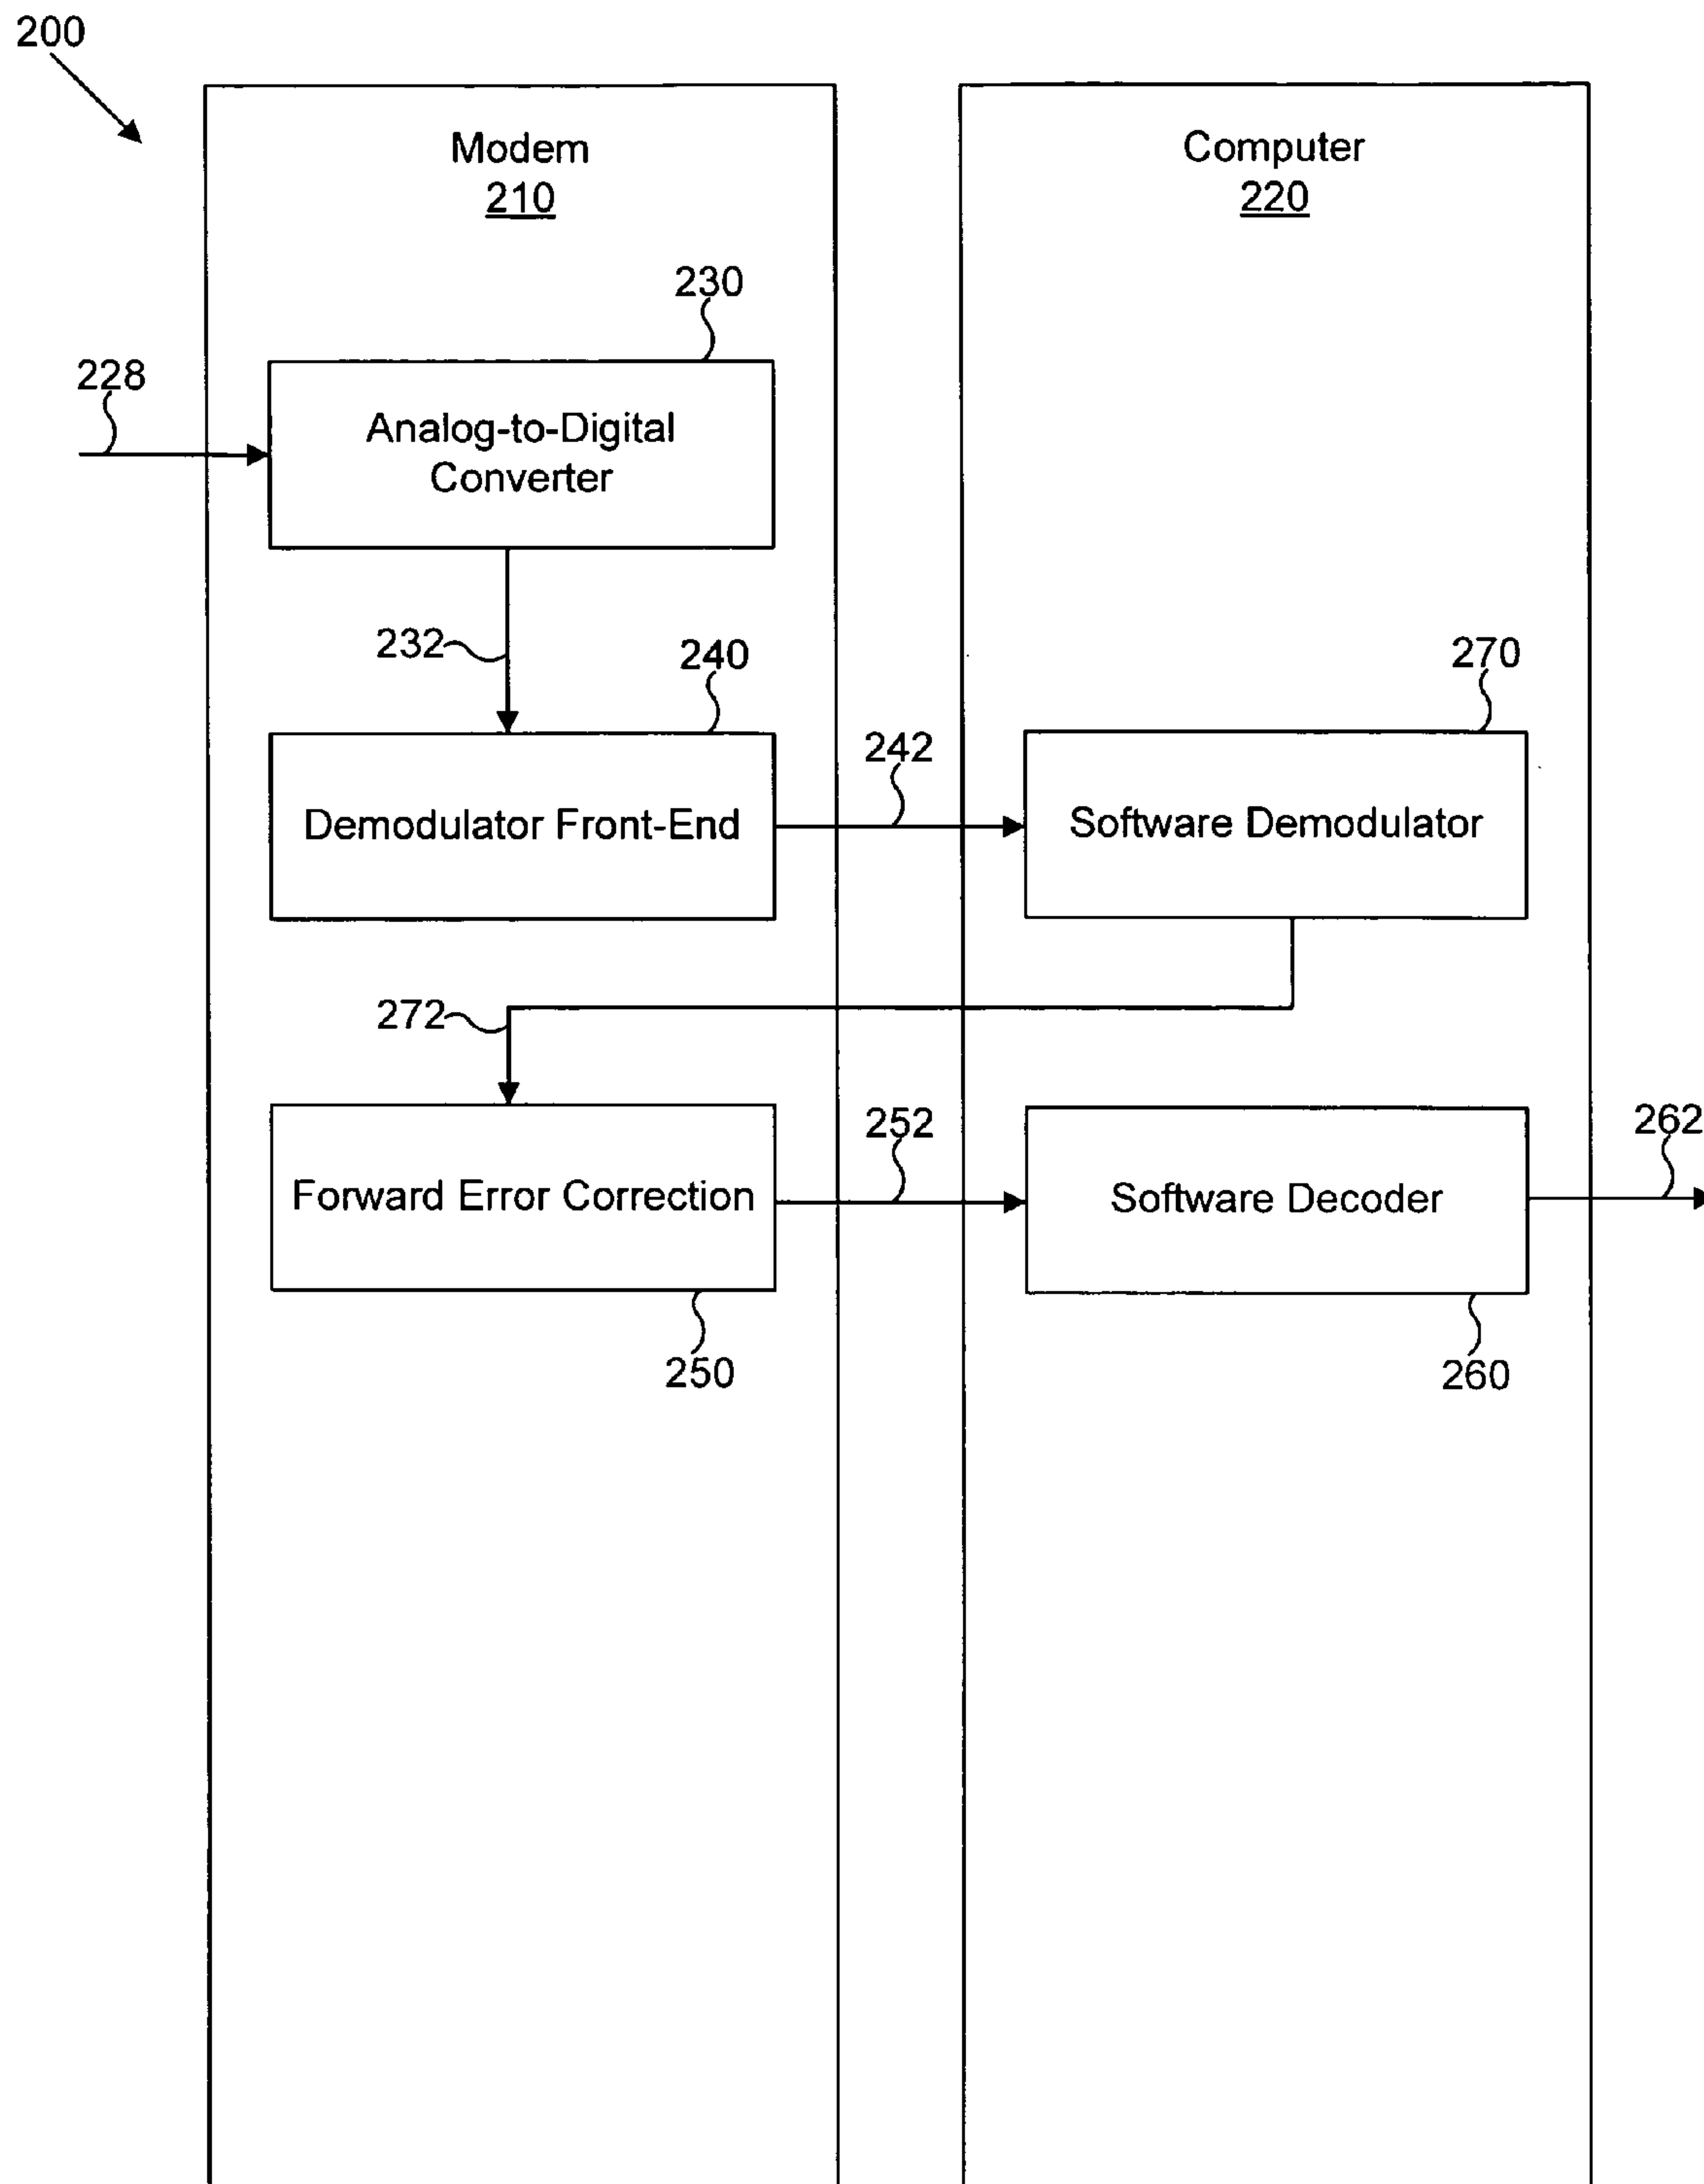 200
Modem
210
Computer
220
230
228
Analog-to-Digital
Converter
232
240
270
242
Demodulator Front-End
Software Demodulator
272
252
262
Forward Error Correction
Software Decoder
250
260